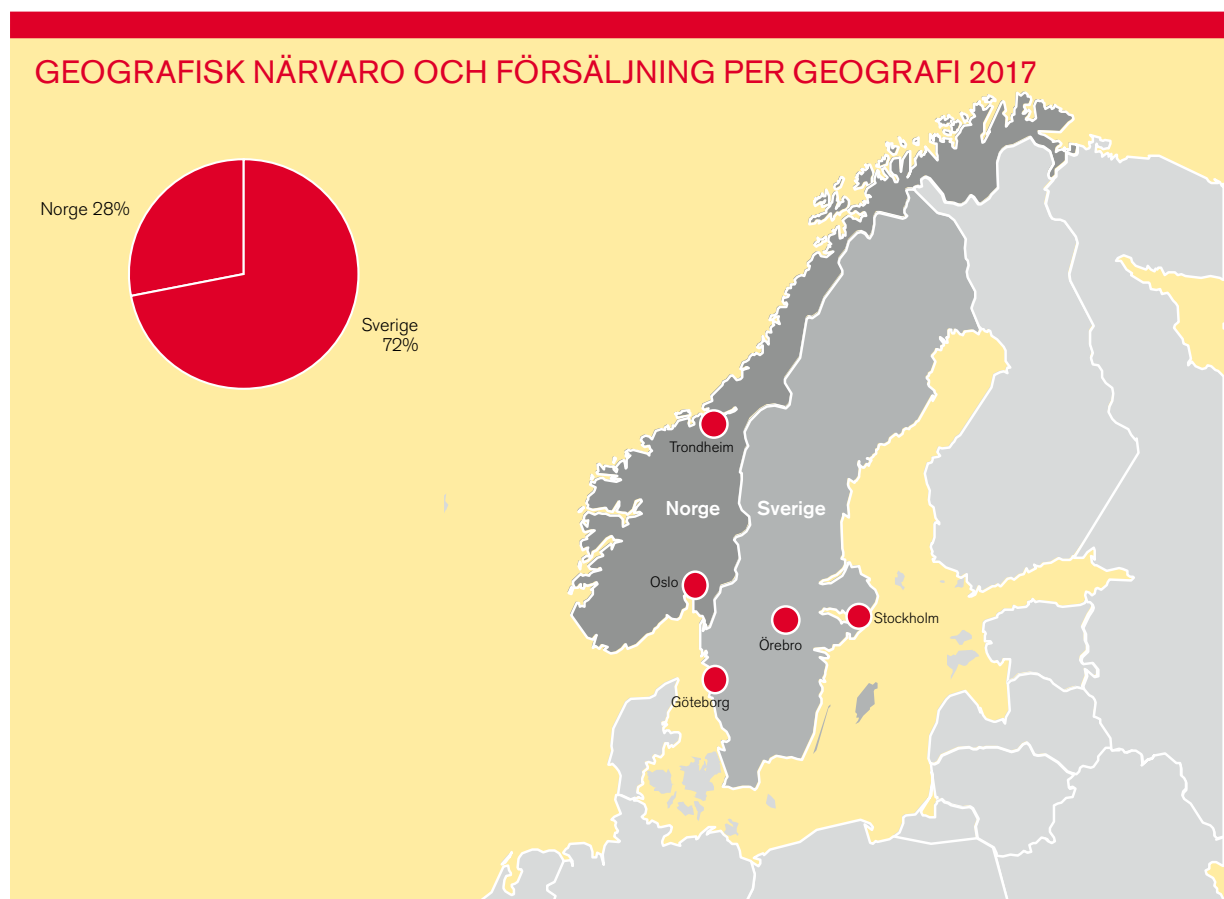 GEOGRAFISK NÄRVARO OCH FÖRSÄLJNING PER GEOGRAFI 2017
Norge 28%
Sverige
72%
Trondheim
Norge
Sverige
Oslo
Stockholm
Örebro
Göteborg